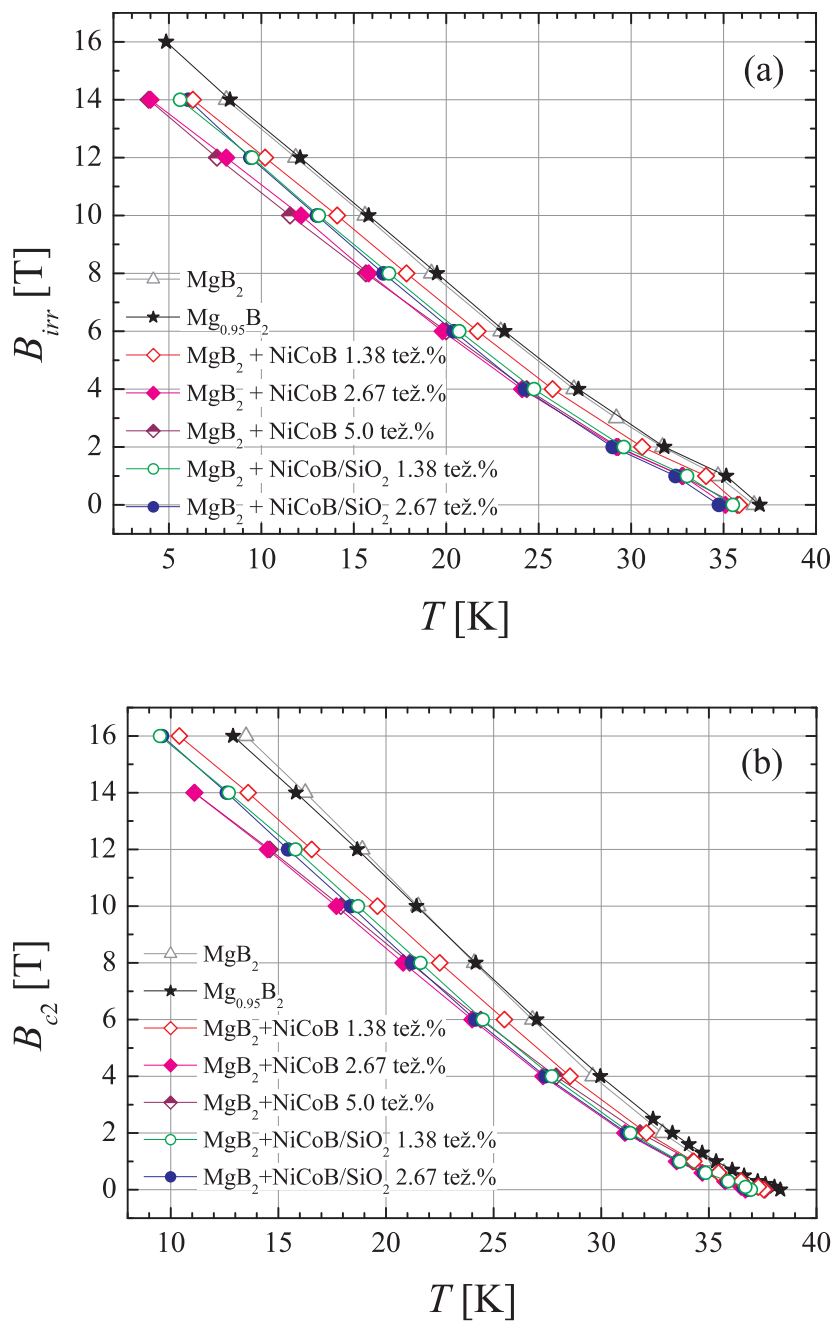 (a)
16
14
12
10
8
6
4
2
0
B_irr [T]
MgB₂
Mg₀.₉₅B₂
MgB₂ + NiCoB 1.38 tež.%
MgB₂ + NiCoB 2.67 tež.%
MgB₂ + NiCoB 5.0 tež.%
MgB₂ + NiCoB/SiO₂ 1.38 tež.%
MgB₂ + NiCoB/SiO₂ 2.67 tež.%
5 10 15 20 25 30 35 40
T [K]
(b)
16
14
12
10
8
6
4
2
0
B_c2 [T]
MgB₂
Mg₀.₉₅B₂
MgB₂+NiCoB 1.38 tež.%
MgB₂+NiCoB 2.67 tež.%
MgB₂+NiCoB 5.0 tež.%
MgB₂+NiCoB/SiO₂ 1.38 tež.%
MgB₂+NiCoB/SiO₂ 2.67 tež.%
10 15 20 25 30 35 40
T [K]